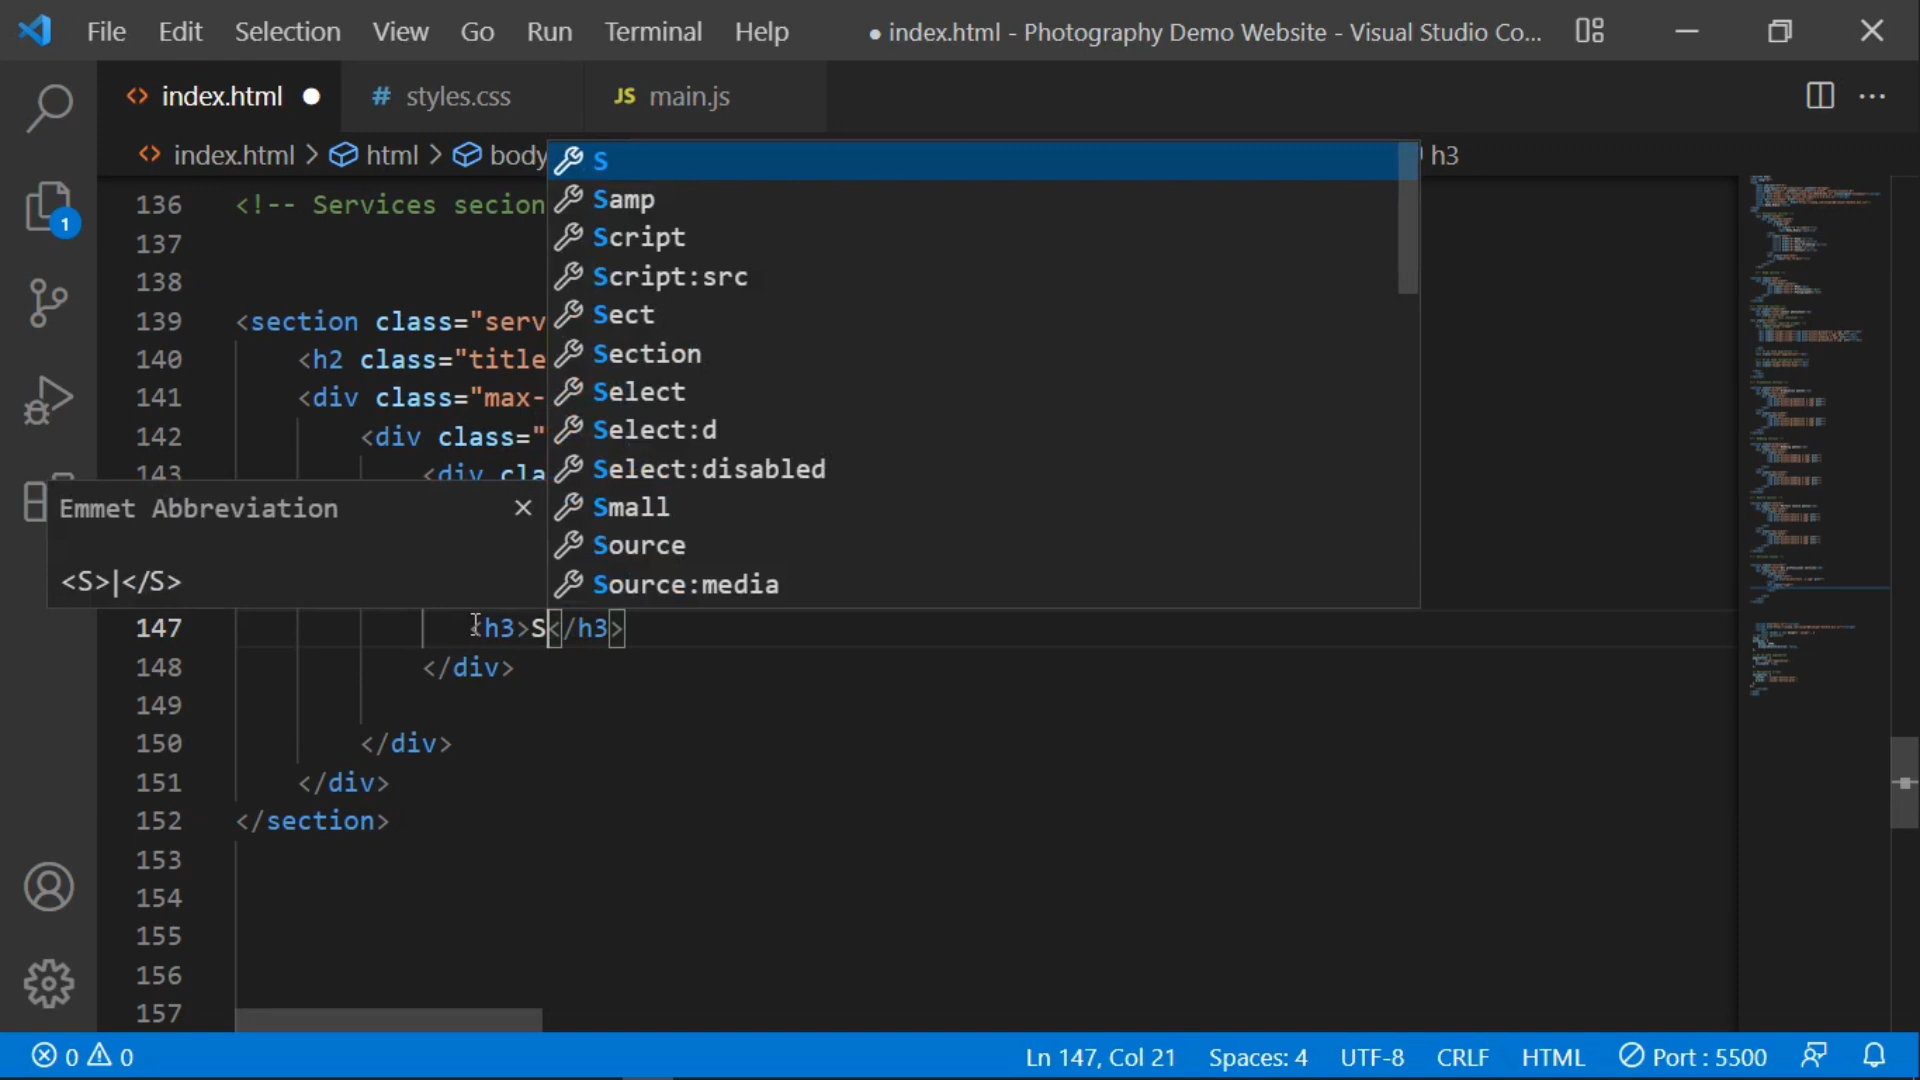 File Edit Selection View Go Run Terminal Help ● index.html - Photography Demo Website - Visual Studio Co...
<> index.html ● # styles.css JS main.js ...
<> index.html > html > body h3
S
Samp
Script
Script:src
Sect
Section
Select
Select:d
Select:disabled
Small
Source
Source:media
136 <!-- Services secion
137
138
139 <section class="serv
140 <h2 class="title
141 <div class="max-
142 <div class="
143 <div cla
Emmet Abbreviation ×
<S>|</S>
147 <h3>S</h3>
148 </div>
149
150 </div>
151 </div>
152 </section>
153
154
155
156
157
1
0 0 Ln 147, Col 21 Spaces: 4 UTF-8 CRLF HTML Port : 5500